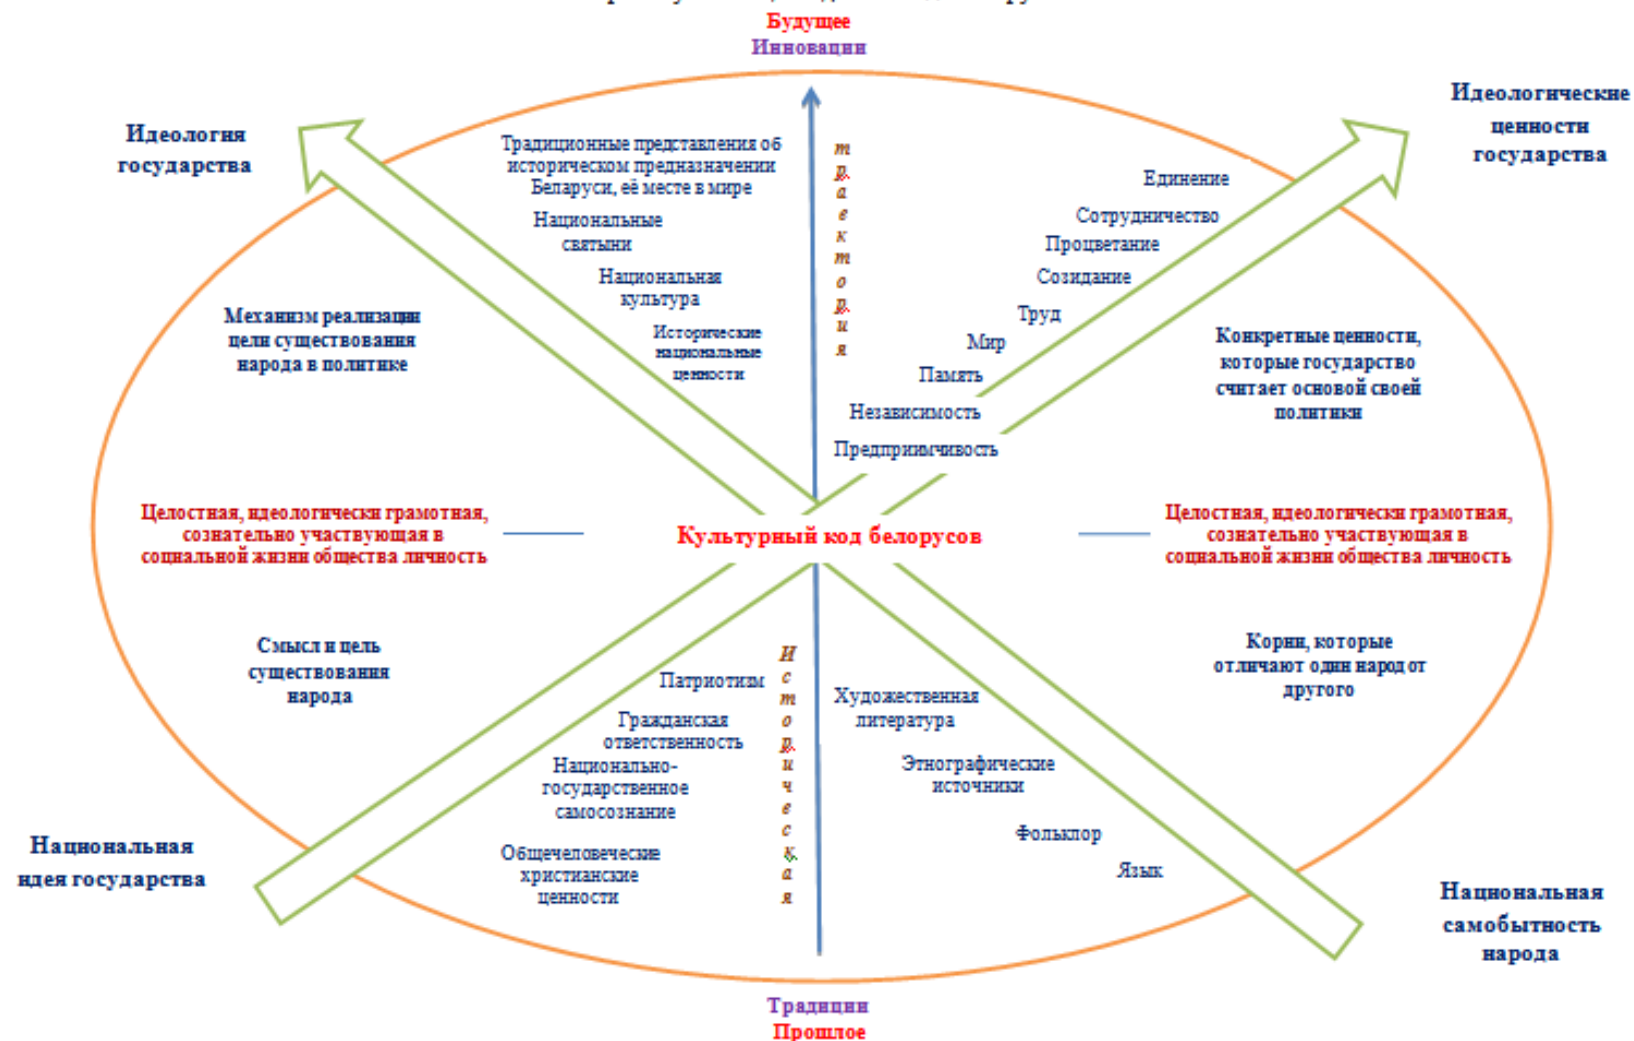 Будущее
Инновации
Идеология
государства
Идеологические
ценности
государства
Традиционные представления об
историческом предназначении
Беларуси, её месте в мире
Национальные
святыни
Национальная
культура
Исторические
национальные
ценности
траектория
Единение
Сотрудничество
Процветание
Созидание
Труд
Мир
Память
Независимость
Предприимчивость
Механизм реализации
цели существования
народа в политике
Конкретные ценности,
которые государство
считает основой своей
политики
Целостная, идеологически грамотная,
сознательно участвующая в
социальной жизни общества личность
Культурный код белорусов
Целостная, идеологически грамотная,
сознательно участвующая в
социальной жизни общества личность
Смысл и цель
существования
народа
Корни, которые
отличают один народ от
другого
Патриотизм
Гражданская
ответственность
Национально-
государственное
самосознание
Общечеловеческие
христианские
ценности
Историческая
Художественная
литература
Этнографические
источники
Фольклор
Язык
Национальная
идея государства
Национальная
самобытность
народа
Традиции
Прошлое